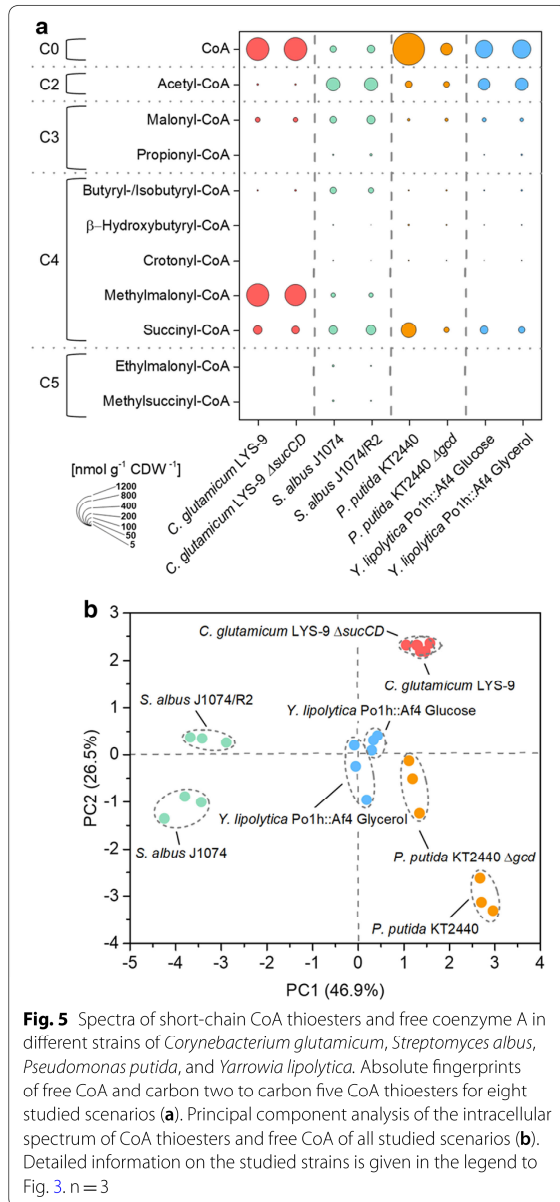 a
C0
CoA
C2
Acetyl-CoA
C3
Malonyl-CoA
Propionyl-CoA
C4
Butyryl-/Isobutyryl-CoA
β–Hydroxybutyryl-CoA
Crotonyl-CoA
Methylmalonyl-CoA
Succinyl-CoA
C5
Ethylmalonyl-CoA
Methylsuccinyl-CoA
[nmol g⁻¹ CDW⁻¹]
1200
800
400
200
100
50
5
C. glutamicum LYS-9
C. glutamicum LYS-9 ΔsucCD
S. albus J1074
S. albus J1074/R2
P. putida KT2440
P. putida KT2440 Δgcd
Y. lipolytica Po1h::Af4 Glucose
Y. lipolytica Po1h::Af4 Glycerol
b
PC2 (26.5%)
3
2
1
0
-1
-2
-3
-4
C. glutamicum LYS-9 ΔsucCD
C. glutamicum LYS-9
S. albus J1074/R2
Y. lipolytica Po1h::Af4 Glucose
Y. lipolytica Po1h::Af4 Glycerol
S. albus J1074
P. putida KT2440 Δgcd
P. putida KT2440
-5 -4 -3 -2 -1 0 1 2 3 4
PC1 (46.9%)
Fig. 5 Spectra of short-chain CoA thioesters and free coenzyme A in
different strains of Corynebacterium glutamicum, Streptomyces albus,
Pseudomonas putida, and Yarrowia lipolytica. Absolute fingerprints
of free CoA and carbon two to carbon five CoA thioesters for eight
studied scenarios (a). Principal component analysis of the intracellular
spectrum of CoA thioesters and free CoA of all studied scenarios (b).
Detailed information on the studied strains is given in the legend to
Fig. 3. n = 3